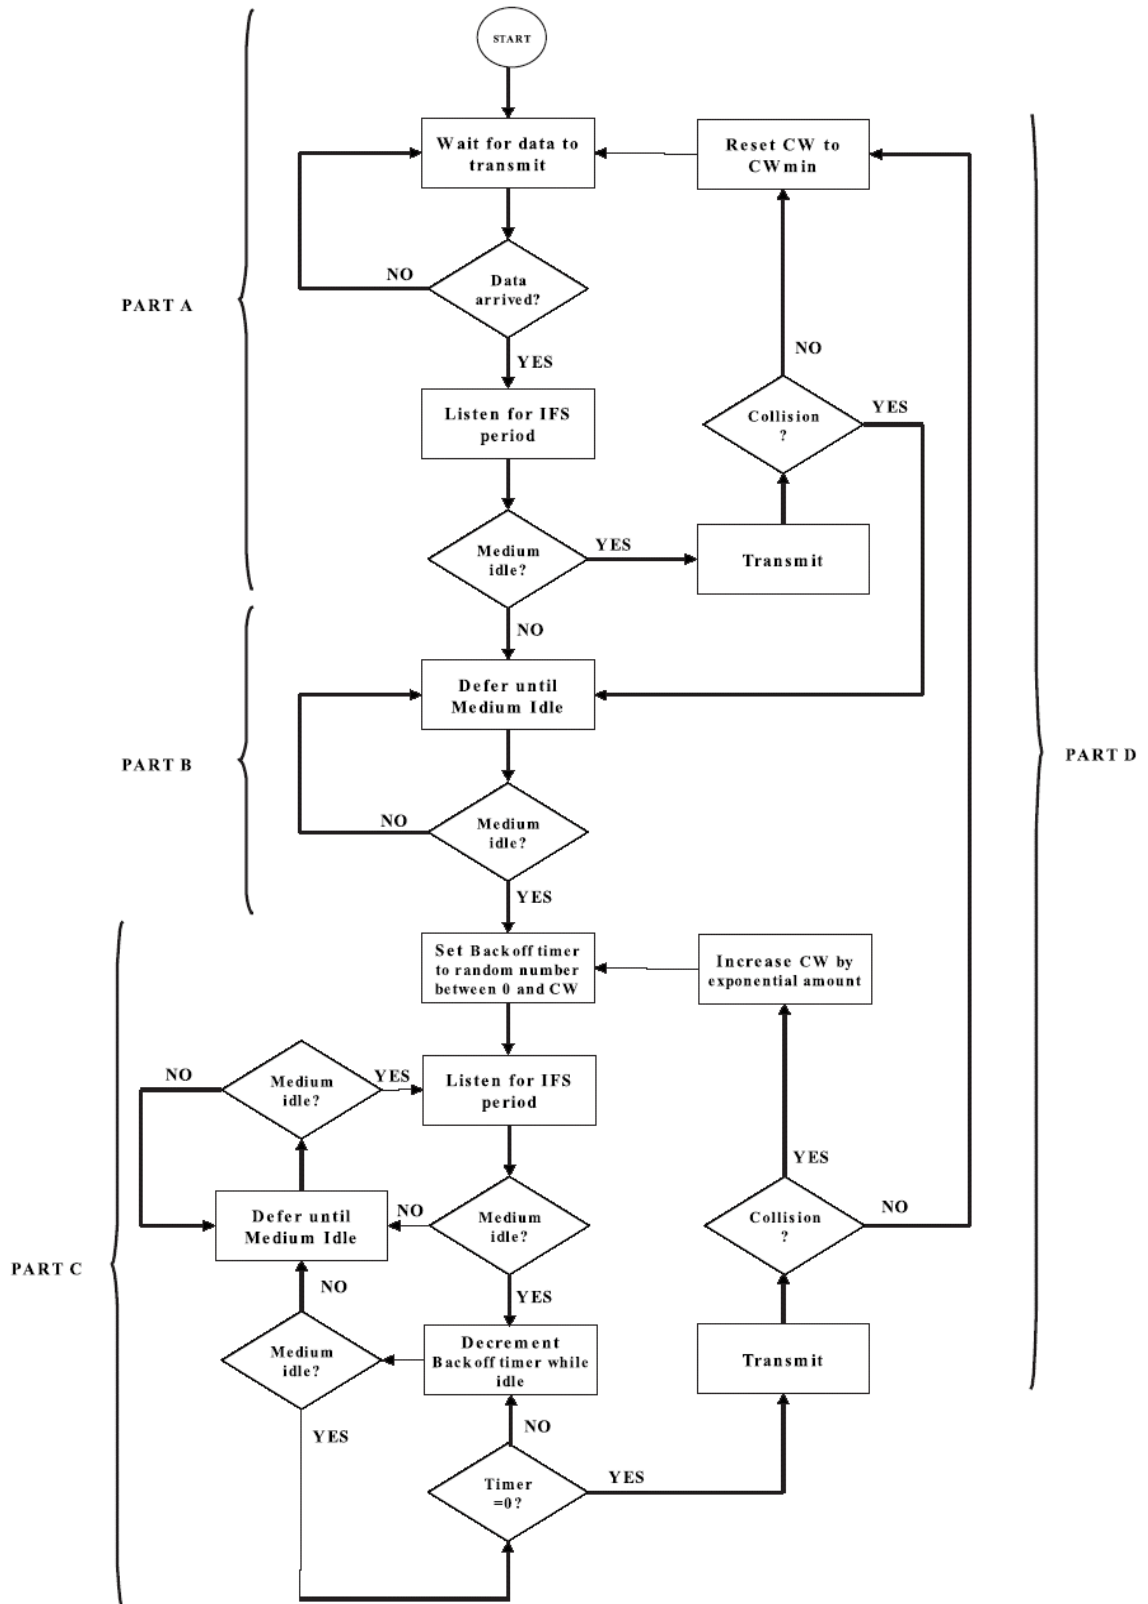 START
Wait for data to
transmit
Reset CW to
CWmin
NO
Data
arrived?
PART A
YES
NO
Listen for IFS
period
Collision
?
YES
Medium
idle?
YES
Transmit
NO
Defer until
Medium Idle
PART B
PART D
NO
Medium
idle?
YES
Set Backoff timer
to random number
between 0 and CW
Increase CW by
exponential amount
NO
Medium
idle?
YES
Listen for IFS
period
YES
Defer until
Medium Idle
NO
Medium
idle?
Collision
?
NO
PART C
NO
YES
Medium
idle?
Decrement
Backoff timer while
idle
Transmit
YES
NO
Timer
=0?
YES